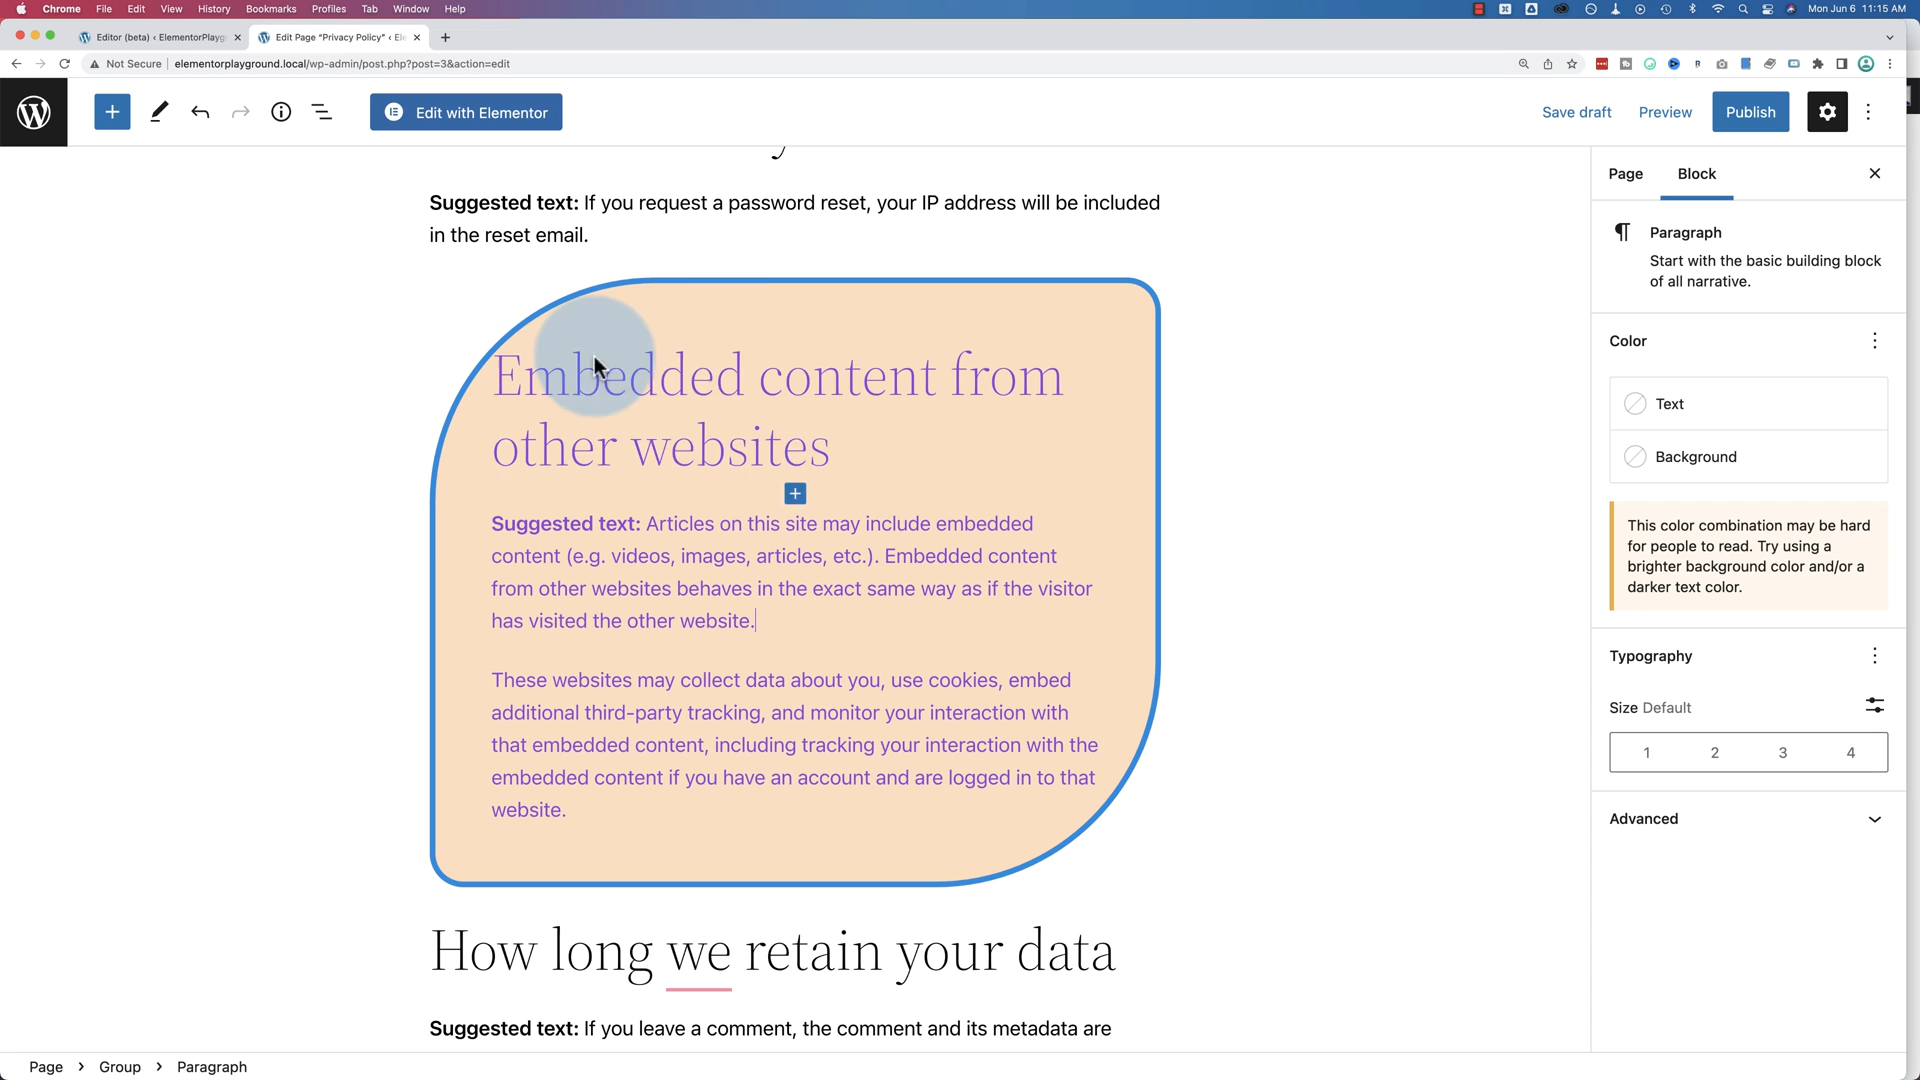 Chrome File Edit View History Bookmarks Profiles Tab Window Help
Mon Jun 6 11:15 AM
Editor (beta) ‹ ElementorPlayg
Edit Page “Privacy Policy” ‹ Ele
Not Secure elementorplayground.local/wp-admin/post.php?post=3&action=edit
Edit with Elementor
Save draft Preview Publish
Suggested text: If you request a password reset, your IP address will be included
in the reset email.
Embedded content from
other websites
Suggested text: Articles on this site may include embedded
content (e.g. videos, images, articles, etc.). Embedded content
from other websites behaves in the exact same way as if the visitor
has visited the other website.
These websites may collect data about you, use cookies, embed
additional third-party tracking, and monitor your interaction with
that embedded content, including tracking your interaction with the
embedded content if you have an account and are logged in to that
website.
How long we retain your data
Suggested text: If you leave a comment, the comment and its metadata are
Page Block
Paragraph
Start with the basic building block
of all narrative.
Color
Text
Background
This color combination may be hard
for people to read. Try using a
brighter background color and/or a
darker text color.
Typography
Size Default
1 2 3 4
Advanced
Page › Group › Paragraph